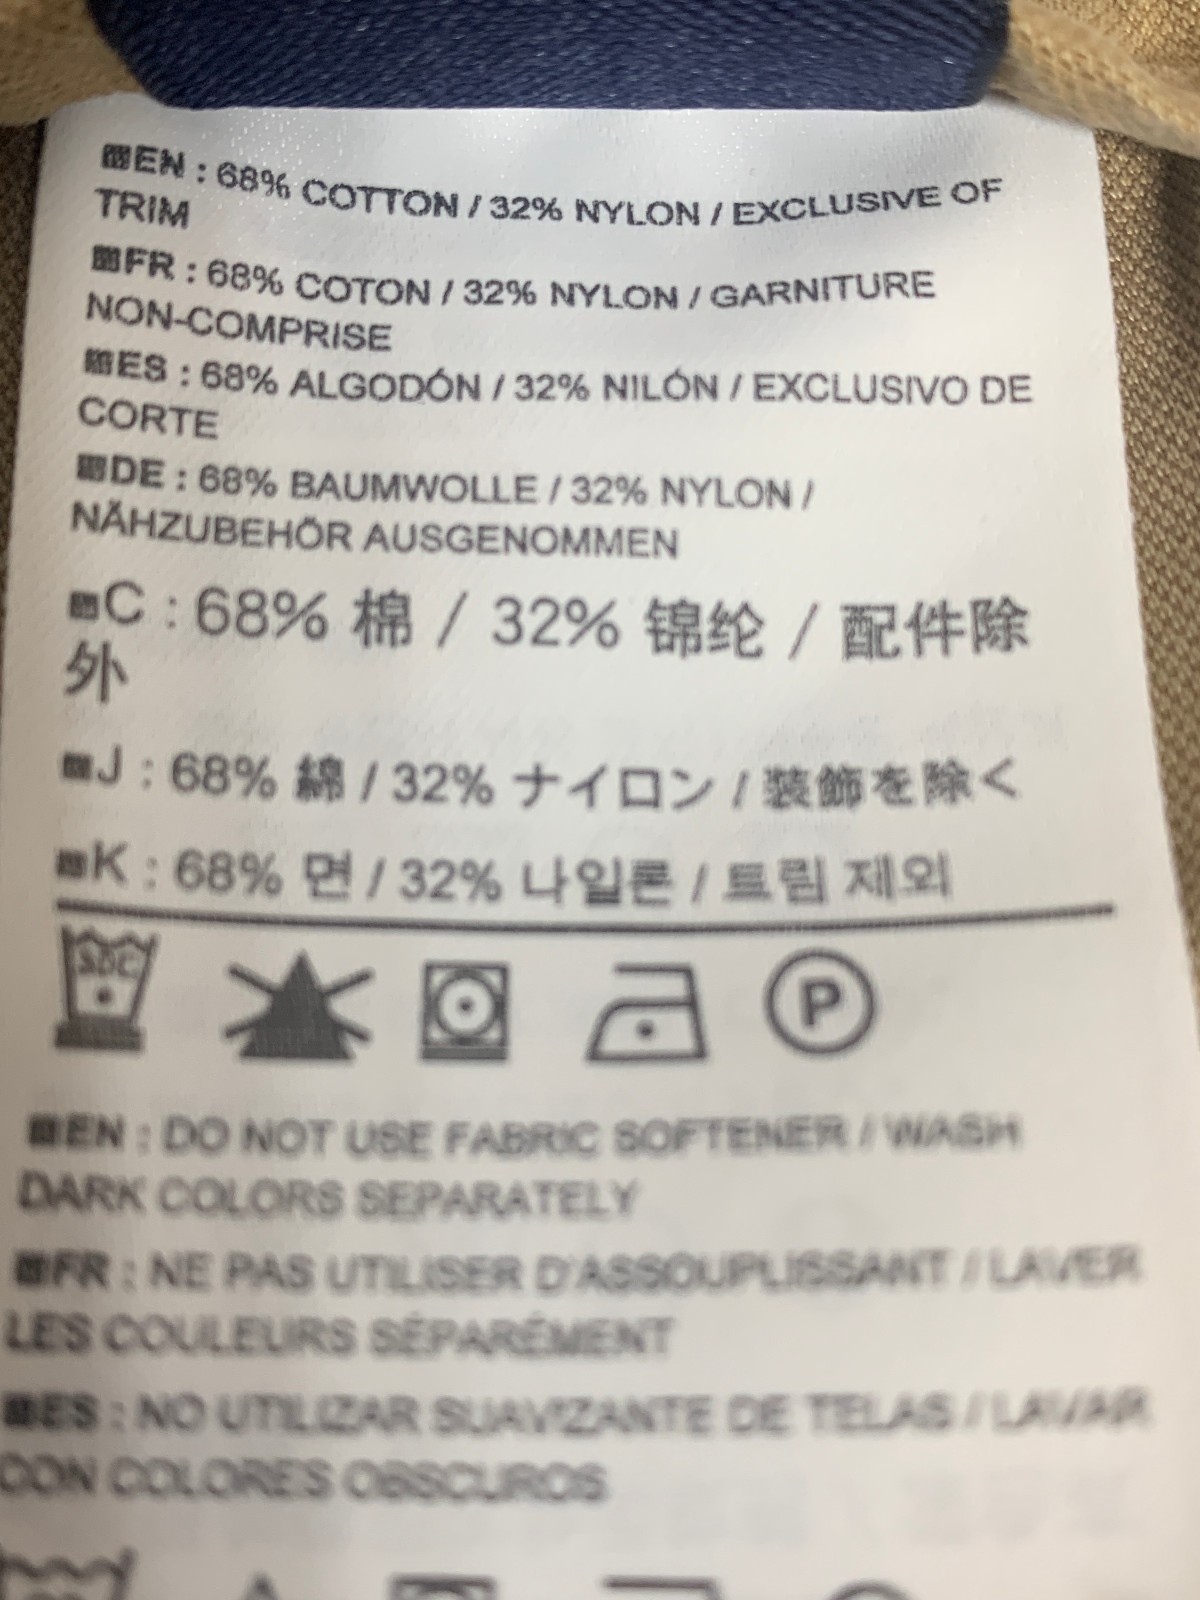 EN : 68% COTTON / 32% NYLON / EXCLUSIVE OF
TRIM
FR : 68% COTON / 32% NYLON / GARNITURE
NON-COMPRISE
ES : 68% ALGODÓN / 32% NILÓN / EXCLUSIVO DE
CORTE
DE : 68% BAUMWOLLE / 32% NYLON /
NÄHZUBEHÖR AUSGENOMMEN
C : 68% 棉 / 32% 锦纶 / 配件除
外
J : 68% 綿 / 32% ナイロン / 装飾を除く
K : 68% 면 / 32% 나일론 / 트림 제외
SDC
P
EN : DO NOT USE FABRIC SOFTENER / WASH
DARK COLORS SEPARATELY
FR : NE PAS UTILISER D'ASSOUPLISSANT / LAVER
LES COULEURS SÉPARÉMENT
ES : NO UTILIZAR SUAVIZANTE DE TELAS / LAVAR
CON COLORES OBSCUROS